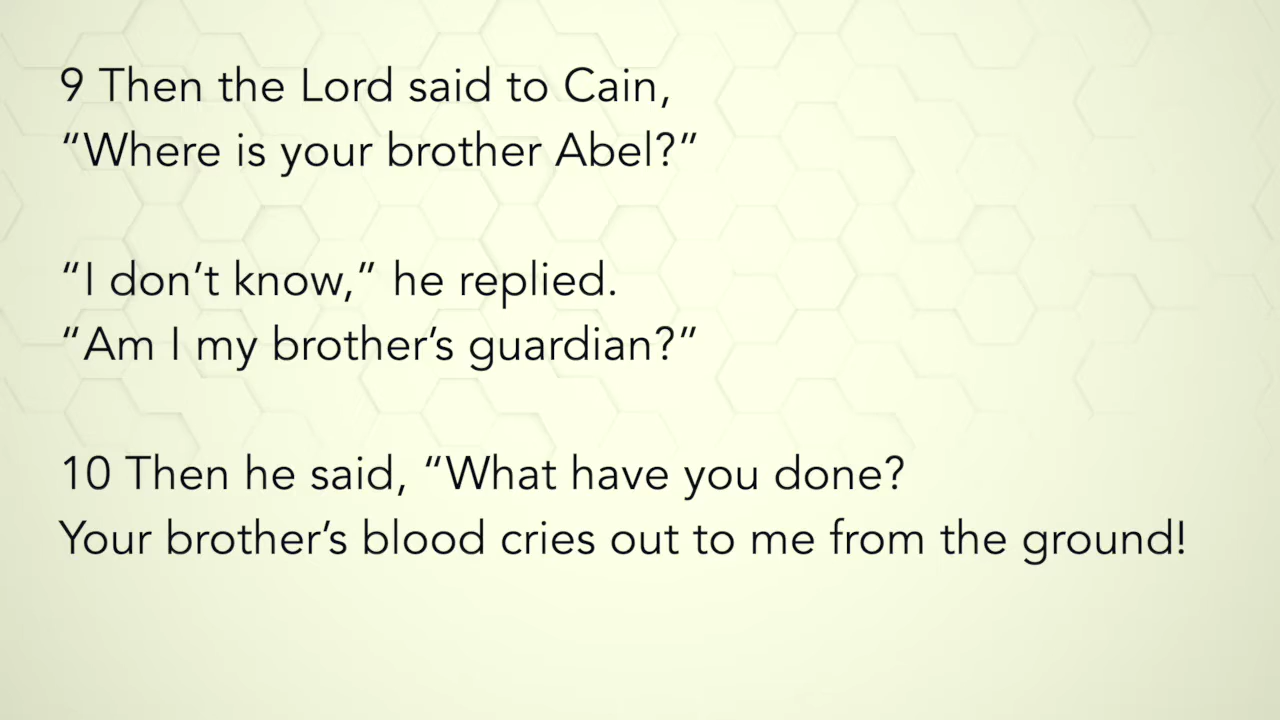 9 Then the Lord said to Cain,
“Where is your brother Abel?”
“I don’t know,” he replied.
“Am I my brother’s guardian?”
10 Then he said, “What have you done?
Your brother’s blood cries out to me from the ground!